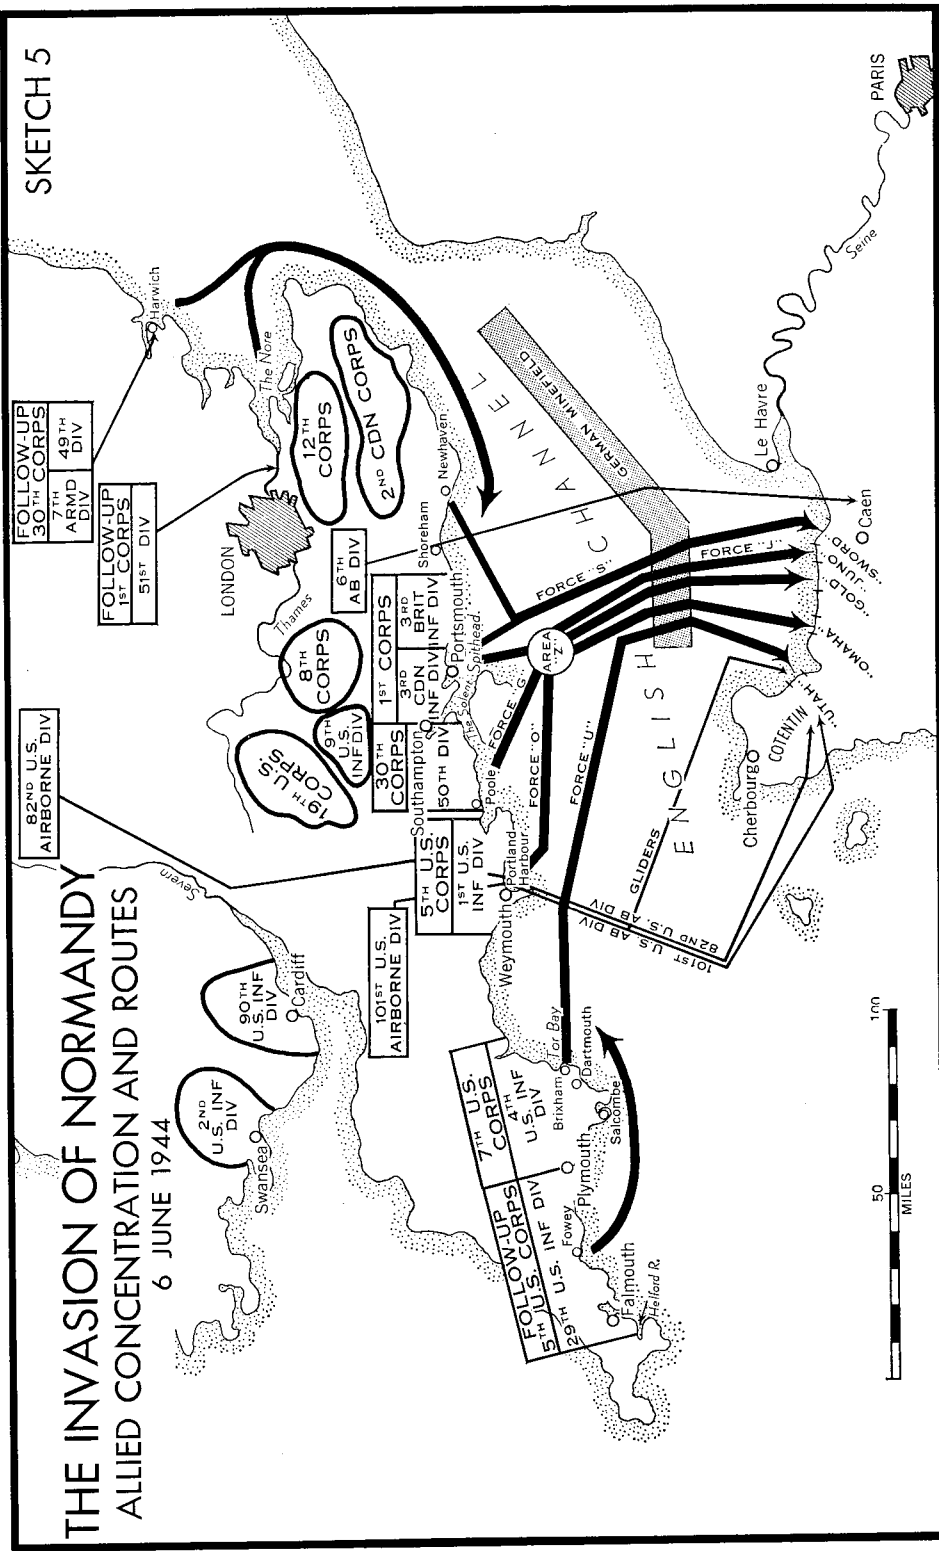 SKETCH 5
THE INVASION OF NORMANDY
ALLIED CONCENTRATION AND ROUTES
6 JUNE 1944
82ND U.S.
AIRBORNE DIV
FOLLOW-UP
30TH CORPS
7TH
ARMD
DIV
49TH
DIV
FOLLOW-UP
1ST CORPS
51ST DIV
Harwich
The Nore
LONDON
Thames
12TH
CORPS
2ND CDN CORPS
8TH
CORPS
9TH
U.S.
INF DIV
19TH U.S.
CORPS
6TH
AB DIV
1ST CORPS
3RD
CDN
INF DIV
3RD
BRIT
INF DIV
30TH
CORPS
50TH DIV
5TH U.S.
CORPS
1ST U.S.
INF DIV
101ST U.S.
AIRBORNE DIV
Severn
90TH
U.S. INF
DIV
Cardiff
2ND
U.S. INF
DIV
Swansea
7TH U.S.
CORPS
4TH
U.S. INF
DIV
FOLLOW-UP
5TH U.S. CORPS
29TH U.S. INF DIV
Newhaven
Shoreham
Portsmouth
Spithead
The Solent
Southampton
Poole
Portland
Harbour
Weymouth
Tor Bay
Brixham
Dartmouth
Salcombe
Plymouth
Fowey
Falmouth
Helford R.
ENGLISH CHANNEL
GERMAN MINEFIELD
AREA
"Z"
FORCE "S"
FORCE "J"
FORCE G
FORCE "O"
FORCE "U"
GLIDERS
82ND U.S. AB DIV
101ST U.S. AB DIV
Cherbourg
COTENTIN
"UTAH"
"OMAHA"
"GOLD"
"JUNO"
"SWORD"
Caen
Le Havre
Seine
PARIS
50
100
MILES